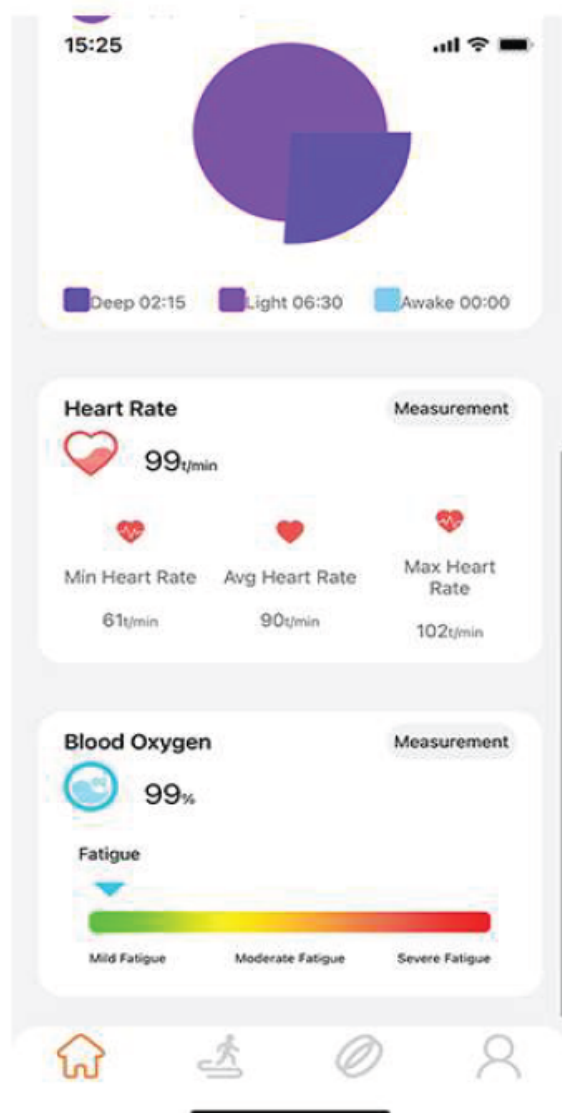 15:25
Deep 02:15 Light 06:30 Awake 00:00
Heart Rate Measurement
99t/min
Min Heart Rate Avg Heart Rate Max Heart Rate
61t/min 90t/min 102t/min
Blood Oxygen Measurement
99%
Fatigue
Mild Fatigue Moderate Fatigue Severe Fatigue